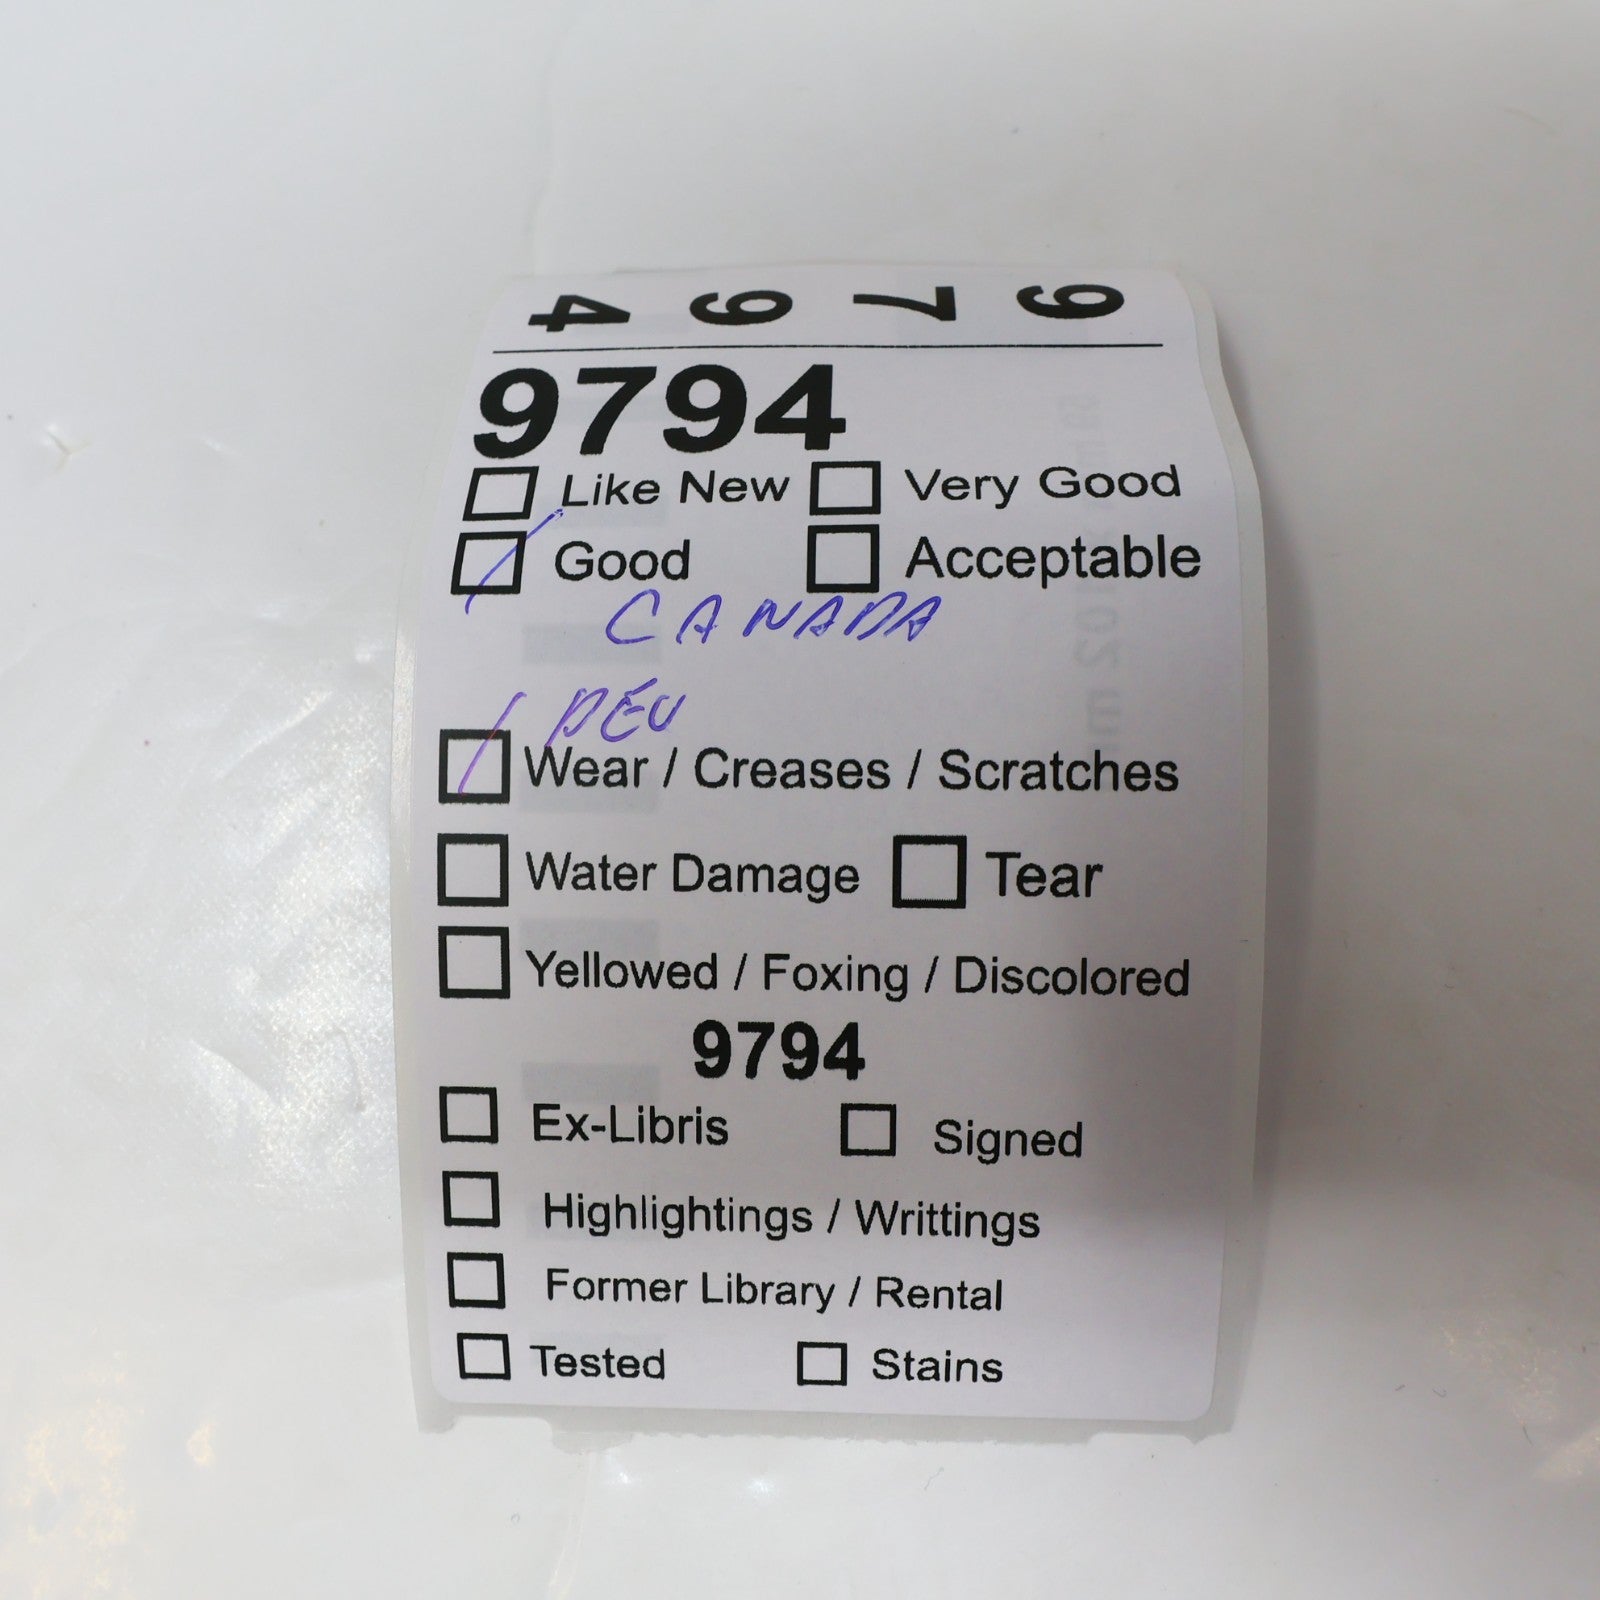 9794
9794
Like New Very Good
Good Acceptable
CANADA
PEU
Wear / Creases / Scratches
Water Damage Tear
Yellowed / Foxing / Discolored
9794
Ex-Libris Signed
Highlightings / Writtings
Former Library / Rental
Tested Stains